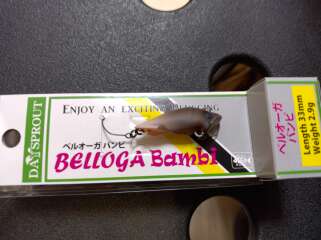 DAYSPROUT
ENJOY AN EXCITING
ベルオーガ バンビ
BELLOGA Bambi
ベルオーガ
バンビ
Length 33mm
Weight 2.9g